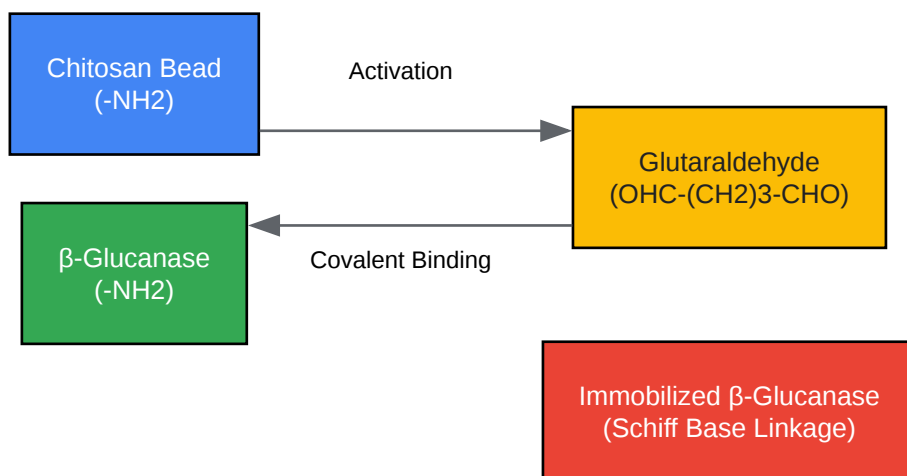 Chitosan Bead
(-NH2)
Activation
Glutaraldehyde
(OHC-(CH2)3-CHO)
β-Glucanase
(-NH2)
Covalent Binding
Immobilized β-Glucanase
(Schiff Base Linkage)